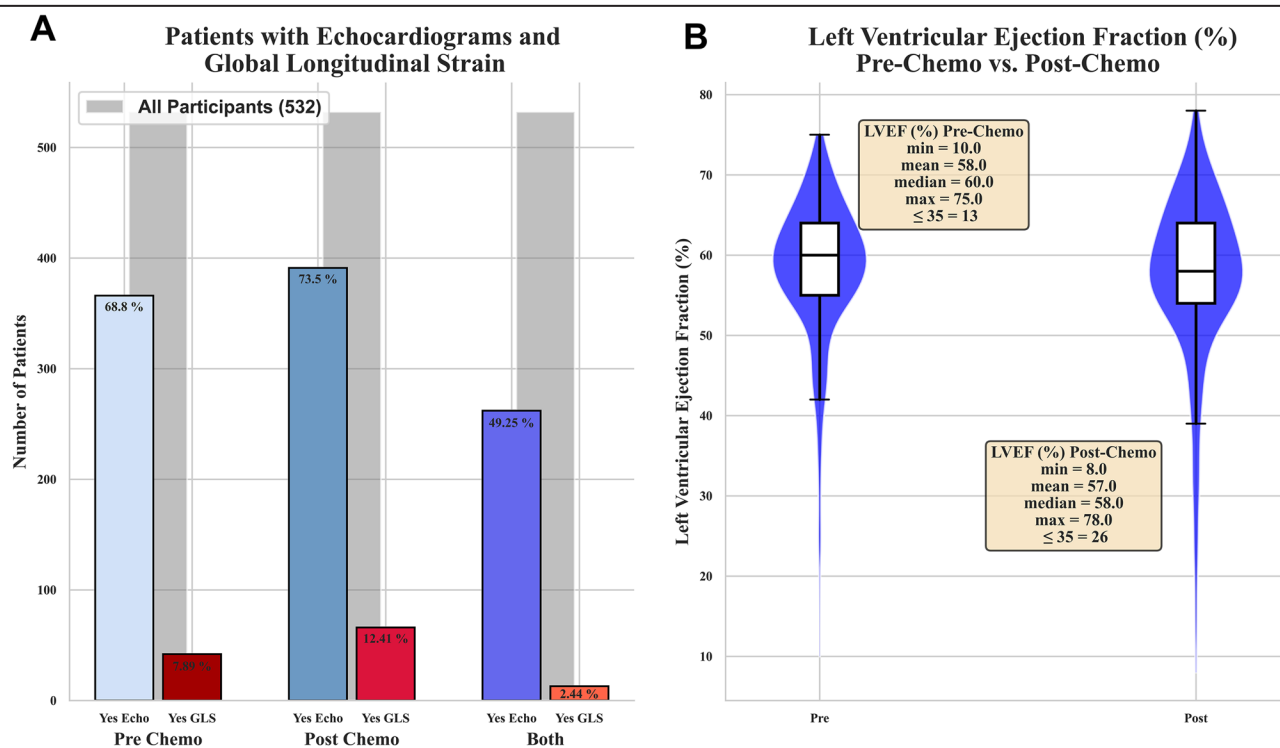 A
Patients with Echocardiograms and
Global Longitudinal Strain
All Participants (532)
Number of Patients
500
400
300
200
100
0
68.8 %
7.89 %
73.5 %
12.41 %
49.25 %
2.44 %
Yes Echo
Yes GLS
Yes Echo
Yes GLS
Yes Echo
Yes GLS
Pre Chemo
Post Chemo
Both
B
Left Ventricular Ejection Fraction (%)
Pre-Chemo vs. Post-Chemo
Left Ventricular Ejection Fraction (%)
80
70
60
50
40
30
20
10
LVEF (%) Pre-Chemo
min = 10.0
mean = 58.0
median = 60.0
max = 75.0
≤ 35 = 13
LVEF (%) Post-Chemo
min = 8.0
mean = 57.0
median = 58.0
max = 78.0
≤ 35 = 26
Pre
Post